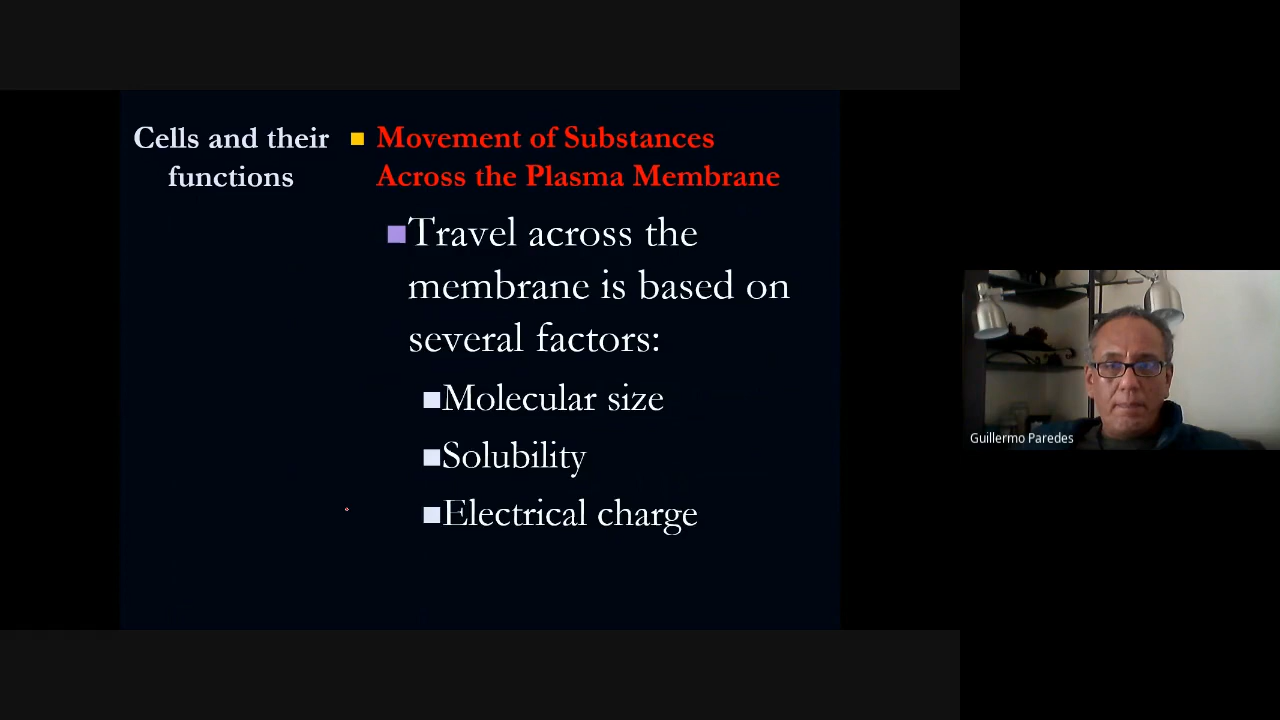 Cells and their
functions
Movement of Substances
Across the Plasma Membrane
Travel across the
membrane is based on
several factors:
Molecular size
Solubility
Electrical charge
Guillermo Paredes